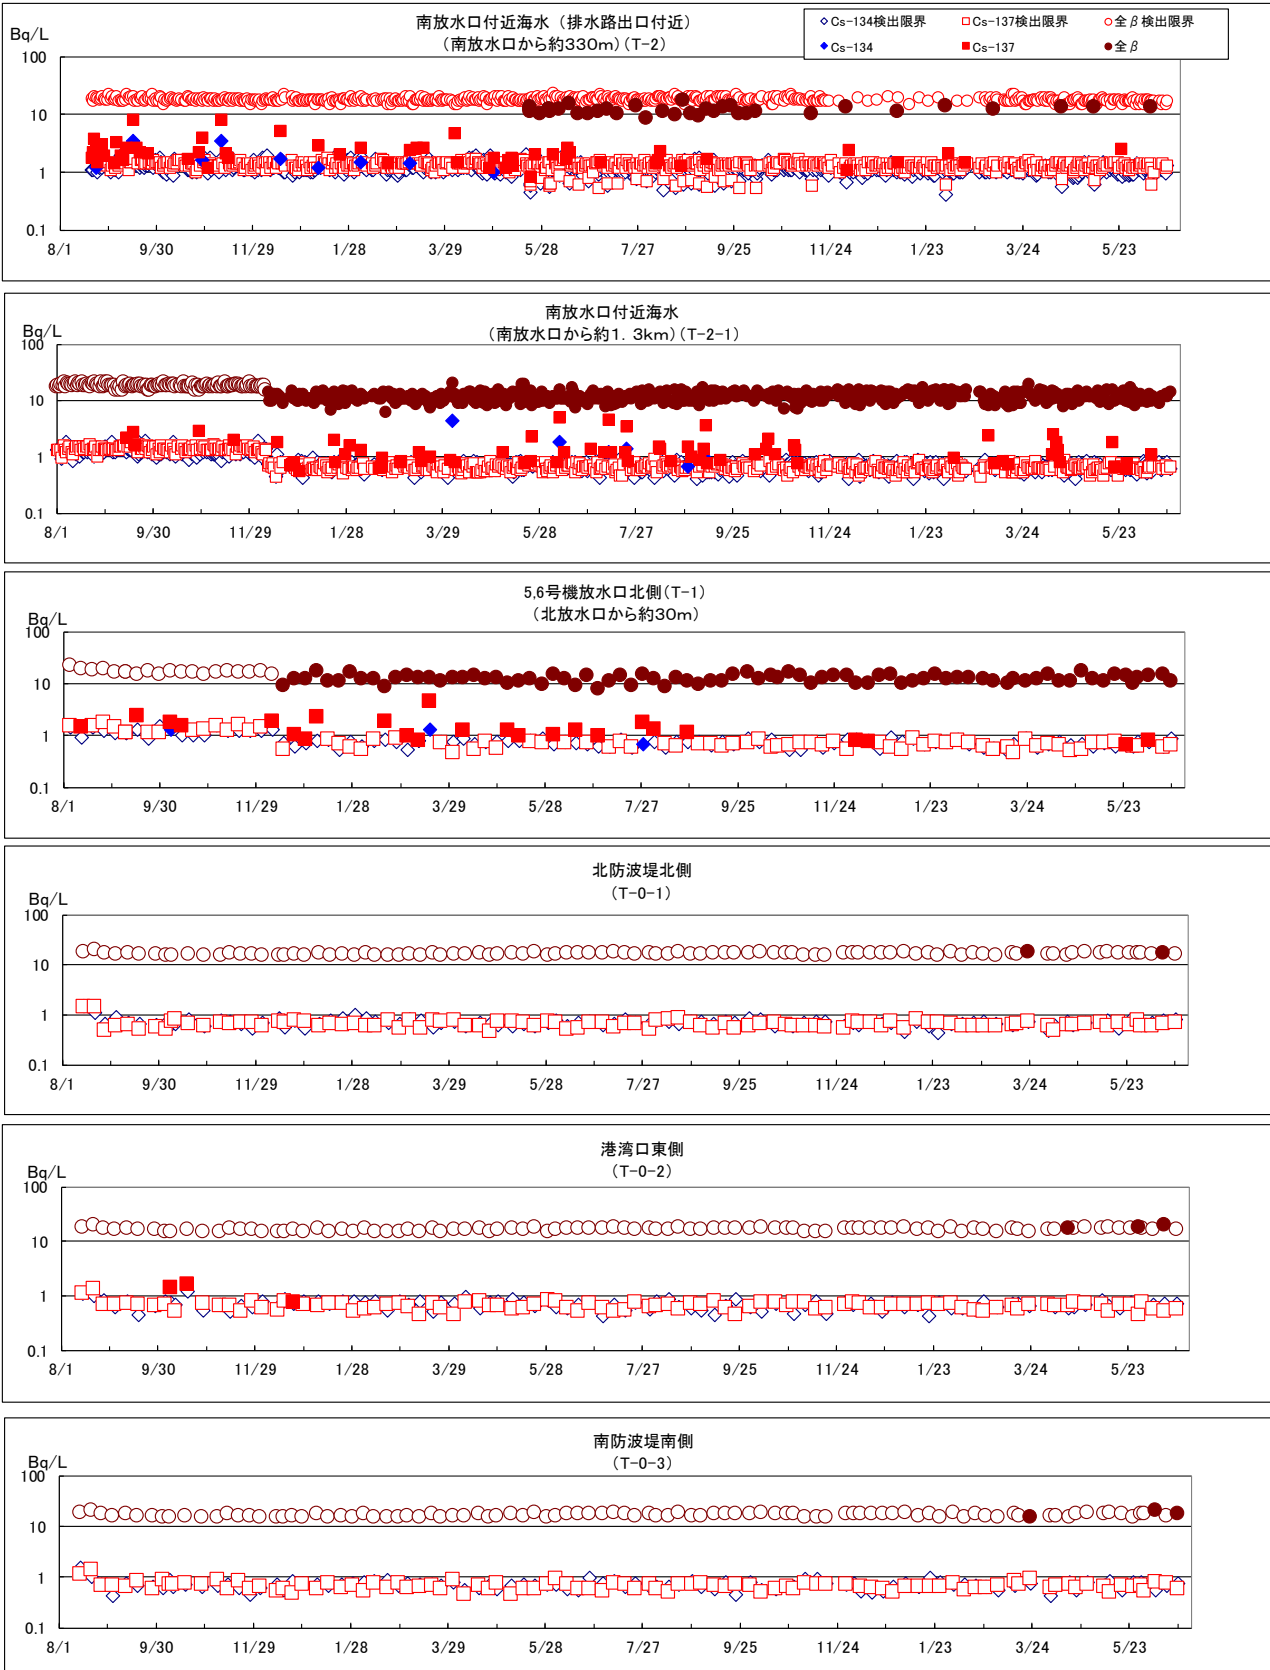 南放水口付近海水（排水路出口付近）
（南放水口から約330m）(T-2)
Bq/L
Cs-134検出限界 Cs-137検出限界 全β検出限界
Cs-134 Cs-137 全β
100
10
1
0.1
8/1 9/30 11/29 1/28 3/29 5/28 7/27 9/25 11/24 1/23 3/24 5/23
南放水口付近海水
（南放水口から約1．3km）(T-2-1)
Bq/L
100
10
1
0.1
8/1 9/30 11/29 1/28 3/29 5/28 7/27 9/25 11/24 1/23 3/24 5/23
5,6号機放水口北側(T-1)
（北放水口から約30m）
Bq/L
100
10
1
0.1
8/1 9/30 11/29 1/28 3/29 5/28 7/27 9/25 11/24 1/23 3/24 5/23
北防波堤北側
(T-0-1)
Bq/L
100
10
1
0.1
8/1 9/30 11/29 1/28 3/29 5/28 7/27 9/25 11/24 1/23 3/24 5/23
港湾口東側
(T-0-2)
Bq/L
100
10
1
0.1
8/1 9/30 11/29 1/28 3/29 5/28 7/27 9/25 11/24 1/23 3/24 5/23
南防波堤南側
(T-0-3)
Bq/L
100
10
1
0.1
8/1 9/30 11/29 1/28 3/29 5/28 7/27 9/25 11/24 1/23 3/24 5/23